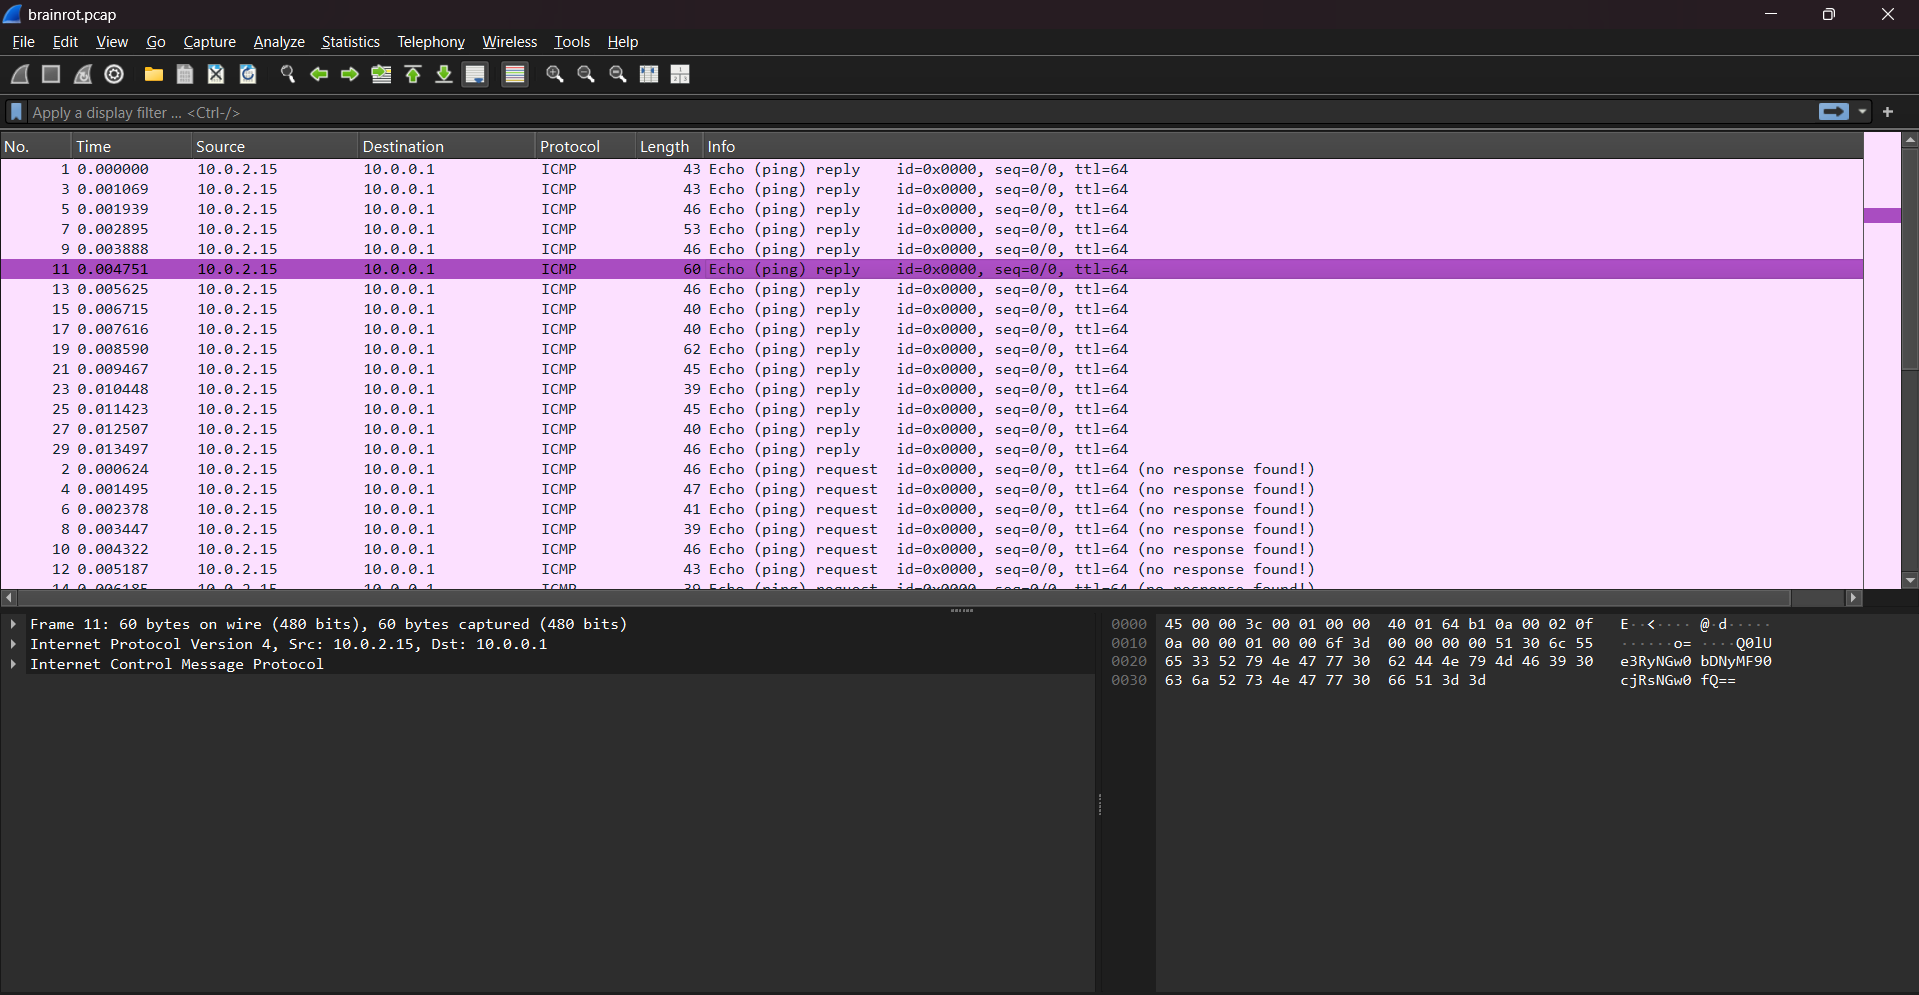 brainrot.pcap
File Edit View Go Capture Analyze Statistics Telephony Wireless Tools Help
Apply a display filter ... <Ctrl-/>
No. Time Source Destination Protocol Length Info
1 0.000000 10.0.2.15 10.0.0.1 ICMP 43 Echo (ping) reply id=0x0000, seq=0/0, ttl=64
3 0.001069 10.0.2.15 10.0.0.1 ICMP 43 Echo (ping) reply id=0x0000, seq=0/0, ttl=64
5 0.001939 10.0.2.15 10.0.0.1 ICMP 46 Echo (ping) reply id=0x0000, seq=0/0, ttl=64
7 0.002895 10.0.2.15 10.0.0.1 ICMP 53 Echo (ping) reply id=0x0000, seq=0/0, ttl=64
9 0.003888 10.0.2.15 10.0.0.1 ICMP 46 Echo (ping) reply id=0x0000, seq=0/0, ttl=64
11 0.004751 10.0.2.15 10.0.0.1 ICMP 60 Echo (ping) reply id=0x0000, seq=0/0, ttl=64
13 0.005625 10.0.2.15 10.0.0.1 ICMP 46 Echo (ping) reply id=0x0000, seq=0/0, ttl=64
15 0.006715 10.0.2.15 10.0.0.1 ICMP 40 Echo (ping) reply id=0x0000, seq=0/0, ttl=64
17 0.007616 10.0.2.15 10.0.0.1 ICMP 40 Echo (ping) reply id=0x0000, seq=0/0, ttl=64
19 0.008590 10.0.2.15 10.0.0.1 ICMP 62 Echo (ping) reply id=0x0000, seq=0/0, ttl=64
21 0.009467 10.0.2.15 10.0.0.1 ICMP 45 Echo (ping) reply id=0x0000, seq=0/0, ttl=64
23 0.010448 10.0.2.15 10.0.0.1 ICMP 39 Echo (ping) reply id=0x0000, seq=0/0, ttl=64
25 0.011423 10.0.2.15 10.0.0.1 ICMP 45 Echo (ping) reply id=0x0000, seq=0/0, ttl=64
27 0.012507 10.0.2.15 10.0.0.1 ICMP 40 Echo (ping) reply id=0x0000, seq=0/0, ttl=64
29 0.013497 10.0.2.15 10.0.0.1 ICMP 46 Echo (ping) reply id=0x0000, seq=0/0, ttl=64
2 0.000624 10.0.2.15 10.0.0.1 ICMP 46 Echo (ping) request id=0x0000, seq=0/0, ttl=64 (no response found!)
4 0.001495 10.0.2.15 10.0.0.1 ICMP 47 Echo (ping) request id=0x0000, seq=0/0, ttl=64 (no response found!)
6 0.002378 10.0.2.15 10.0.0.1 ICMP 41 Echo (ping) request id=0x0000, seq=0/0, ttl=64 (no response found!)
8 0.003447 10.0.2.15 10.0.0.1 ICMP 39 Echo (ping) request id=0x0000, seq=0/0, ttl=64 (no response found!)
10 0.004322 10.0.2.15 10.0.0.1 ICMP 46 Echo (ping) request id=0x0000, seq=0/0, ttl=64 (no response found!)
12 0.005187 10.0.2.15 10.0.0.1 ICMP 43 Echo (ping) request id=0x0000, seq=0/0, ttl=64 (no response found!)
14 0.006185 10.0.2.15 10.0.0.1 ICMP 39 Echo (ping) request id=0x0000, seq=0/0, ttl=64 (no response found!)
Frame 11: 60 bytes on wire (480 bits), 60 bytes captured (480 bits)
Internet Protocol Version 4, Src: 10.0.2.15, Dst: 10.0.0.1
Internet Control Message Protocol
0000 45 00 00 3c 00 01 00 00 40 01 64 b1 0a 00 02 0f E··<···· @·d·····
0010 0a 00 00 01 00 00 6f 3d 00 00 00 00 51 30 6c 55 ······o= ····Q0lU
0020 65 33 52 79 4e 47 77 30 62 44 4e 79 4d 46 39 30 e3RyNGw0 bDNyMF90
0030 63 6a 52 73 4e 47 77 30 66 51 3d 3d cjRsNGw0 fQ==